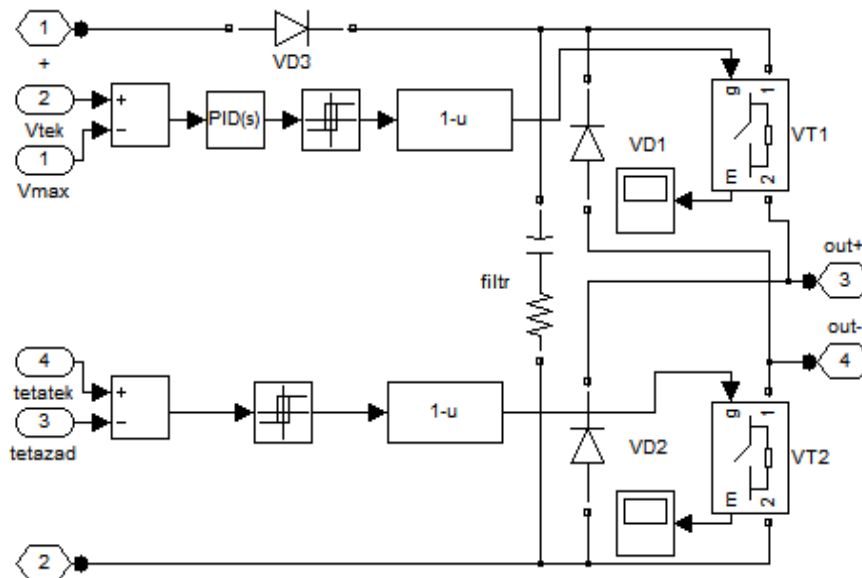 1
+
VD3
2
Vtek
1
Vmax
+
−
PID(s)
1-u
VD1
g
1
m
2
VT1
out+
3
filtr
out-
4
4
tetatek
3
tetazad
+
−
1-u
VD2
g
1
m
2
VT2
2